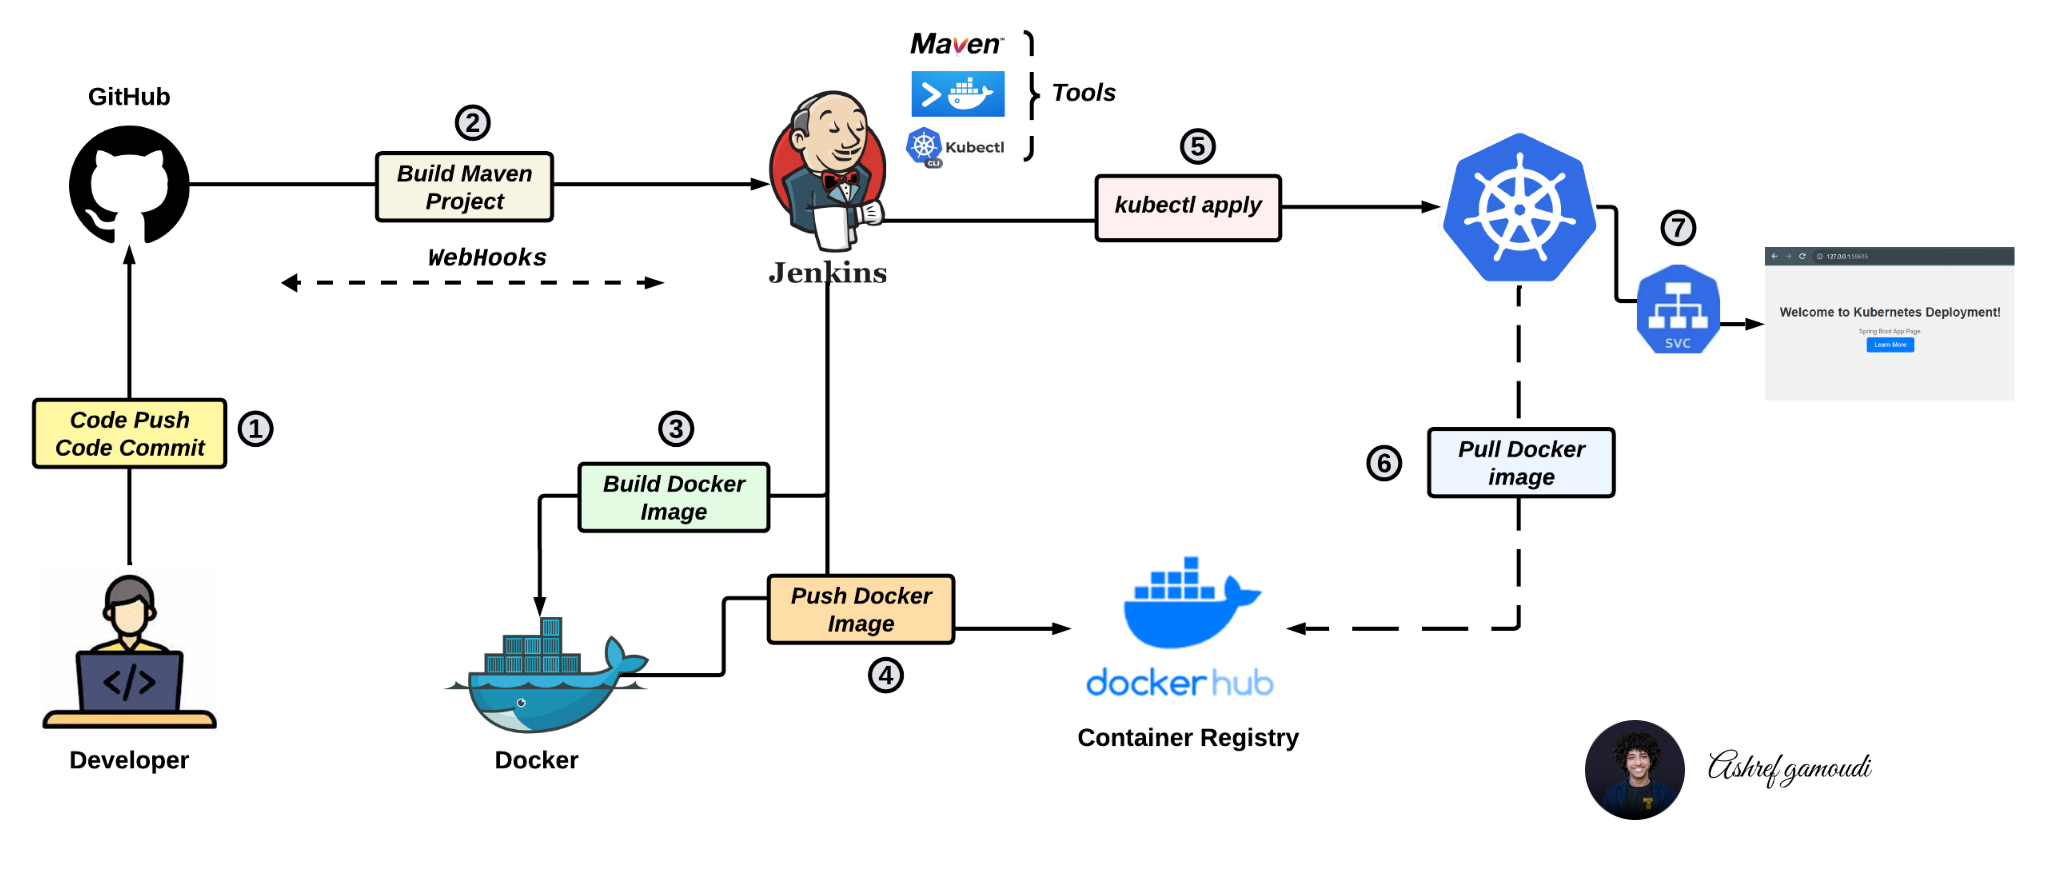 GitHub
2
Build Maven
Project
WebHooks
Jenkins
Maven™
Kubectl
CLI
Tools
5
kubectl apply
7
SVC
127.0.0.1:59616
Welcome to Kubernetes Deployment!
Spring Boot App Page.
Learn More
Code Push
Code Commit
1
3
Build Docker
Image
6
Pull Docker
image
Push Docker
Image
4
docker hub
Container Registry
Developer
Docker
Ashref gamoudi